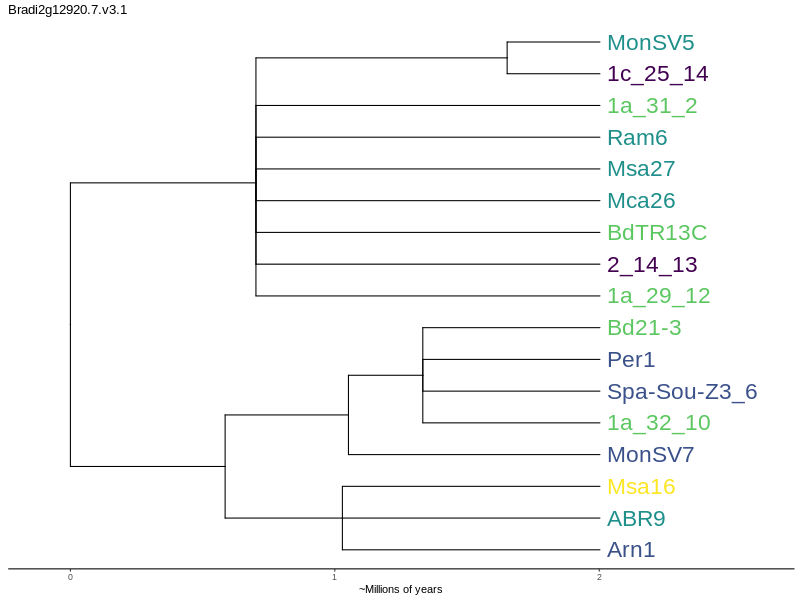 Bradi2g12920.7.v3.1
MonSV5
1c_25_14
1a_31_2
Ram6
Msa27
Mca26
BdTR13C
2_14_13
1a_29_12
Bd21-3
Per1
Spa-Sou-Z3_6
1a_32_10
MonSV7
Msa16
ABR9
Arn1
0 1 2
~Millions of years